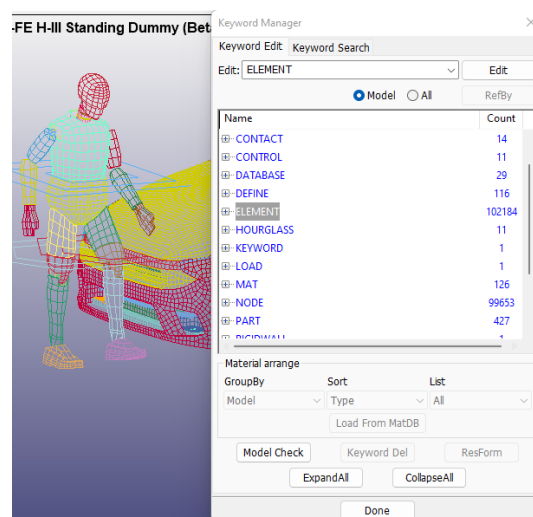 -FE H-III Standing Dummy (Bet
Keyword Manager
Keyword Edit Keyword Search
Edit: ELEMENT Edit
Model All RefBy
Name Count
CONTACT 14
CONTROL 11
DATABASE 29
DEFINE 116
ELEMENT 102184
HOURGLASS 11
KEYWORD 1
LOAD 1
MAT 126
NODE 99653
PART 427
RIGIDWALL 1
Material arrange
GroupBy Sort List
Model Type All
Load From MatDB
Model Check Keyword Del ResForm
ExpandAll CollapseAll
Done